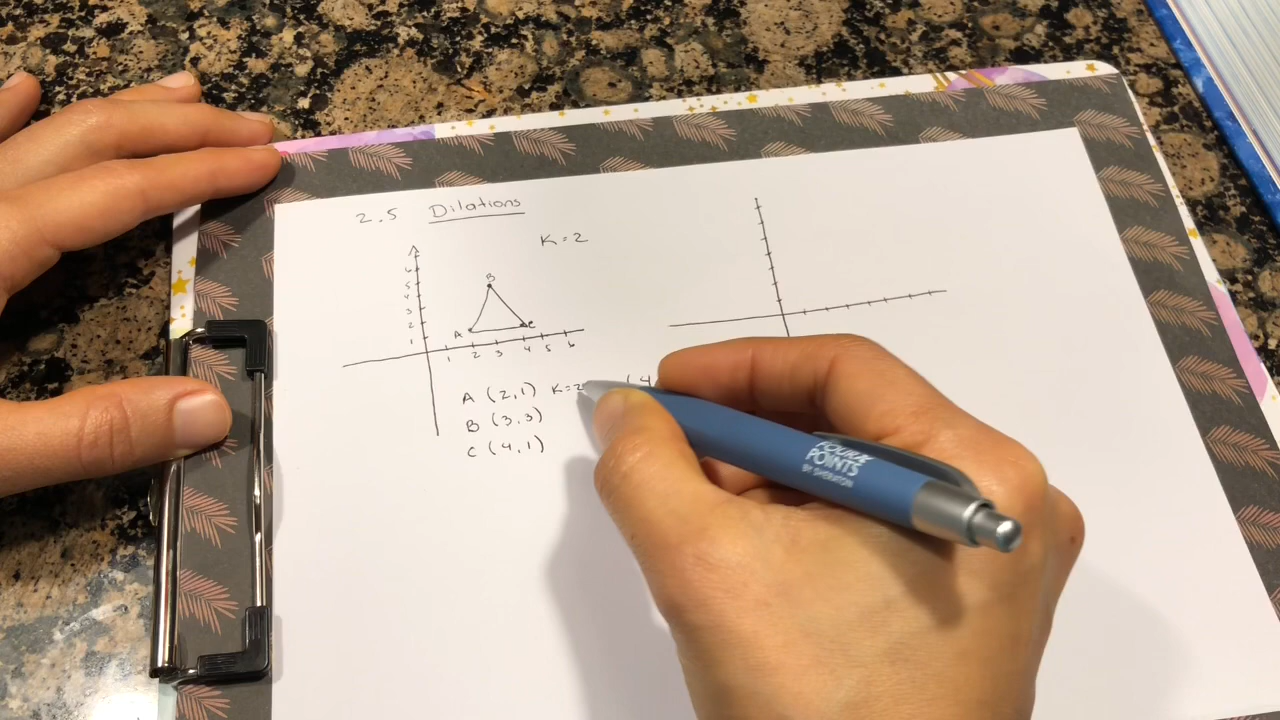 2.5 Dilations
K=2
B
6
5
4
3
2
1
A
C
1 2 3 4 5 6
A (2,1) K=2 (4
B (3,3)
C (4,1)
FOUR
POINTS
BY SHERATON